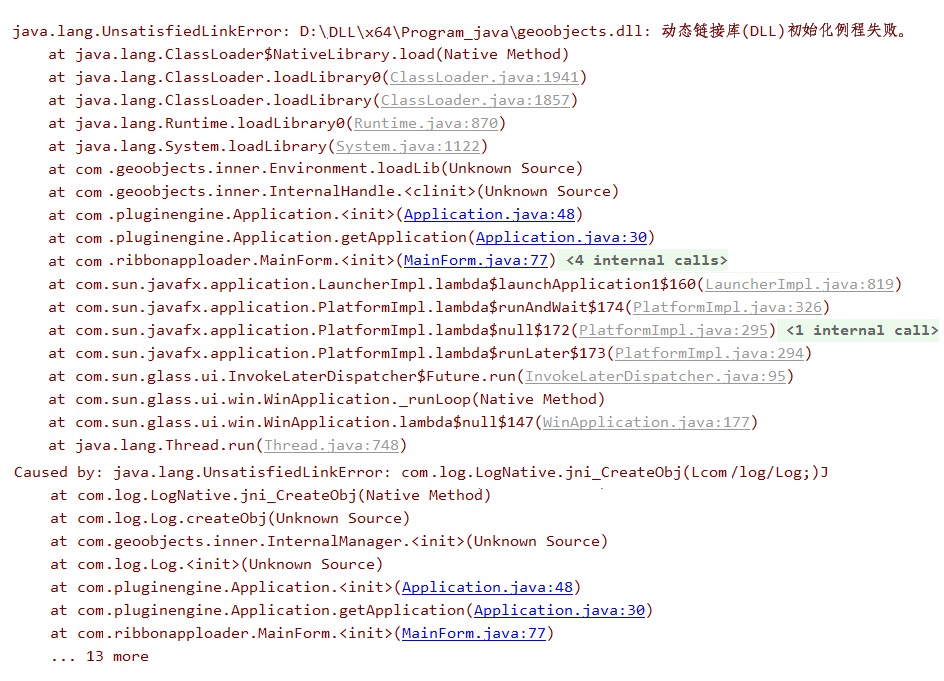 java.lang.UnsatisfiedLinkError: D:\DLL\x64\Program_java\geoobjects.dll: 动态链接库(DLL)初始化例程失败。
at java.lang.ClassLoader$NativeLibrary.load(Native Method)
at java.lang.ClassLoader.loadLibrary0(ClassLoader.java:1941)
at java.lang.ClassLoader.loadLibrary(ClassLoader.java:1857)
at java.lang.Runtime.loadLibrary0(Runtime.java:870)
at java.lang.System.loadLibrary(System.java:1122)
at com.geoobjects.inner.Environment.loadLib(Unknown Source)
at com.geoobjects.inner.InternalHandle.<clinit>(Unknown Source)
at com.pluginengine.Application.<init>(Application.java:48)
at com.pluginengine.Application.getApplication(Application.java:30)
at com.ribbonapploader.MainForm.<init>(MainForm.java:77) <4 internal calls>
at com.sun.javafx.application.LauncherImpl.lambda$launchApplication1$160(LauncherImpl.java:819)
at com.sun.javafx.application.PlatformImpl.lambda$runAndWait$174(PlatformImpl.java:326)
at com.sun.javafx.application.PlatformImpl.lambda$null$172(PlatformImpl.java:295) <1 internal call>
at com.sun.javafx.application.PlatformImpl.lambda$runLater$173(PlatformImpl.java:294)
at com.sun.glass.ui.InvokeLaterDispatcher$Future.run(InvokeLaterDispatcher.java:95)
at com.sun.glass.ui.win.WinApplication._runLoop(Native Method)
at com.sun.glass.ui.win.WinApplication.lambda$null$147(WinApplication.java:177)
at java.lang.Thread.run(Thread.java:748)
Caused by: java.lang.UnsatisfiedLinkError: com.log.LogNative.jni_CreateObj(Lcom/log/Log;)J
at com.log.LogNative.jni_CreateObj(Native Method)
at com.log.Log.createObj(Unknown Source)
at com.geoobjects.inner.InternalManager.<init>(Unknown Source)
at com.log.Log.<init>(Unknown Source)
at com.pluginengine.Application.<init>(Application.java:48)
at com.pluginengine.Application.getApplication(Application.java:30)
at com.ribbonapploader.MainForm.<init>(MainForm.java:77)
... 13 more